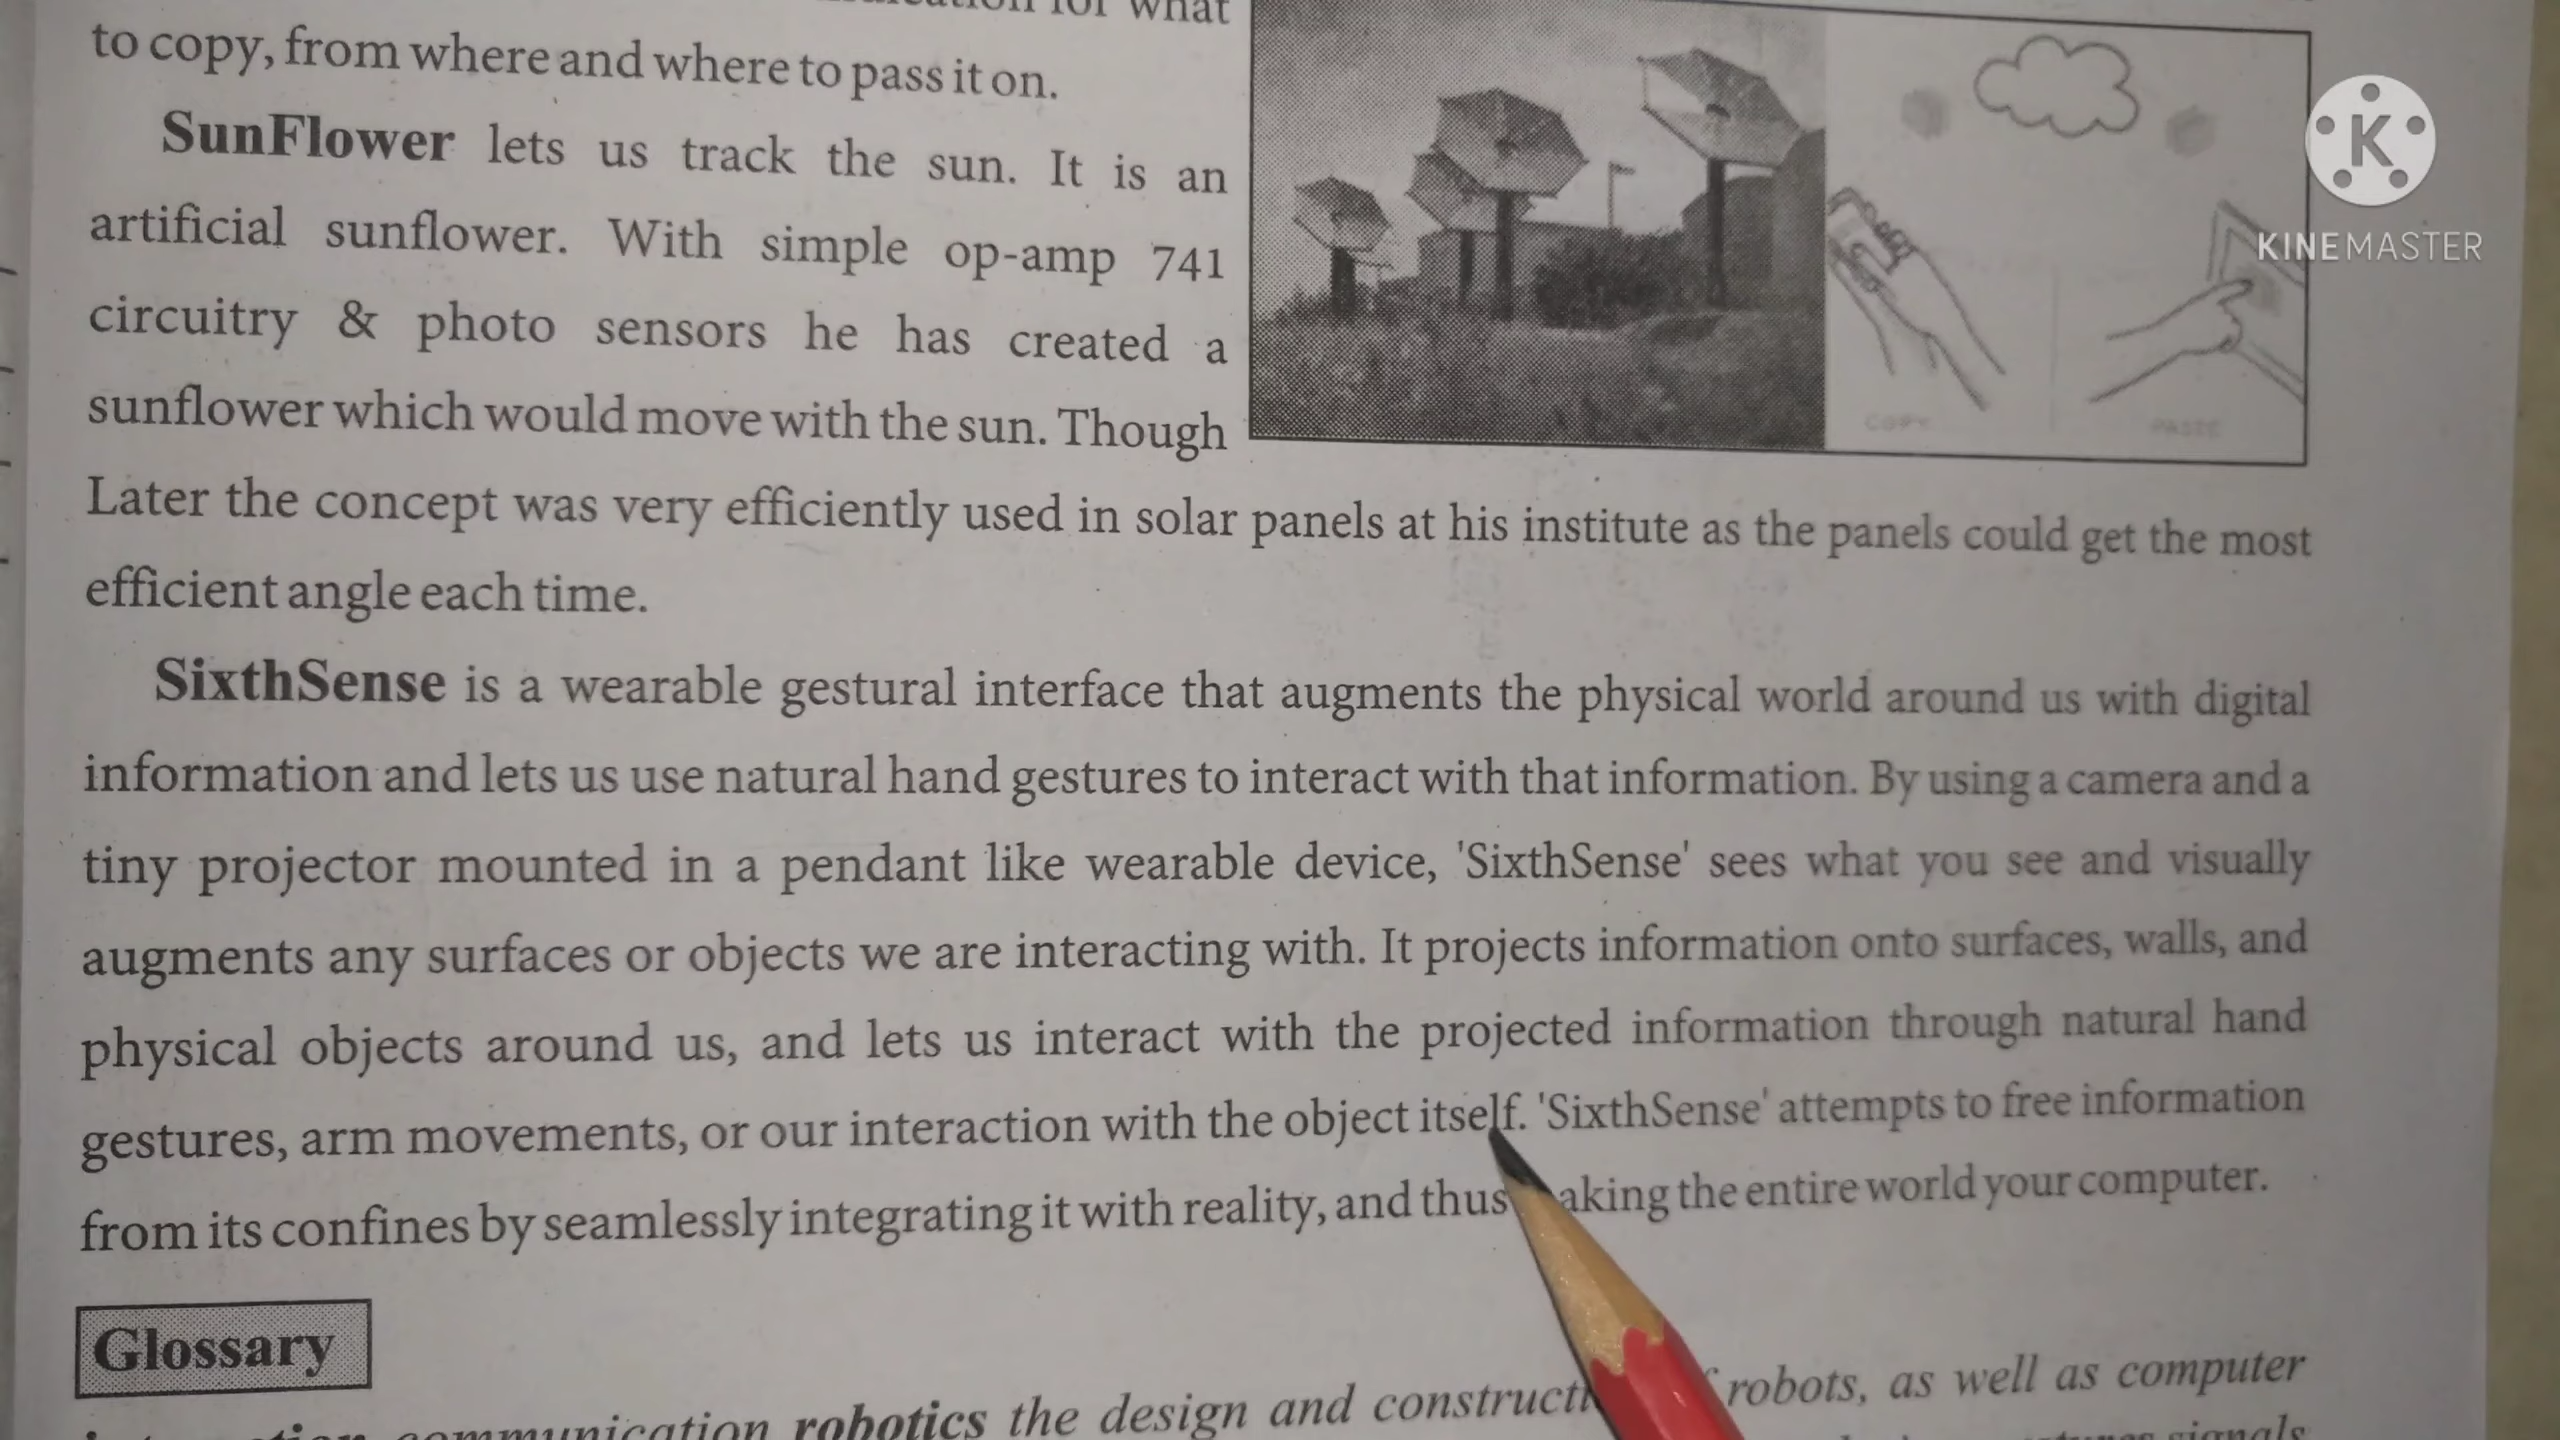 for what
to copy, from where and where to pass it on.
SunFlower lets us track the sun. It is an
artificial sunflower. With simple op-amp 741
circuitry & photo sensors he has created a
sunflower which would move with the sun. Though
Later the concept was very efficiently used in solar panels at his institute as the panels could get the most
efficient angle each time.
COPY
PASTE
K
KINEMASTER
SixthSense is a wearable gestural interface that augments the physical world around us with digital
information and lets us use natural hand gestures to interact with that information. By using a camera and a
tiny projector mounted in a pendant like wearable device, 'SixthSense' sees what you see and visually
augments any surfaces or objects we are interacting with. It projects information onto surfaces, walls, and
physical objects around us, and lets us interact with the projected information through natural hand
gestures, arm movements, or our interaction with the object itself. 'SixthSense' attempts to free information
from its confines by seamlessly integrating it with reality, and thus aking the entire world your computer.
Glossary
communication robotics the design and constructi robots, as well as computer
signals